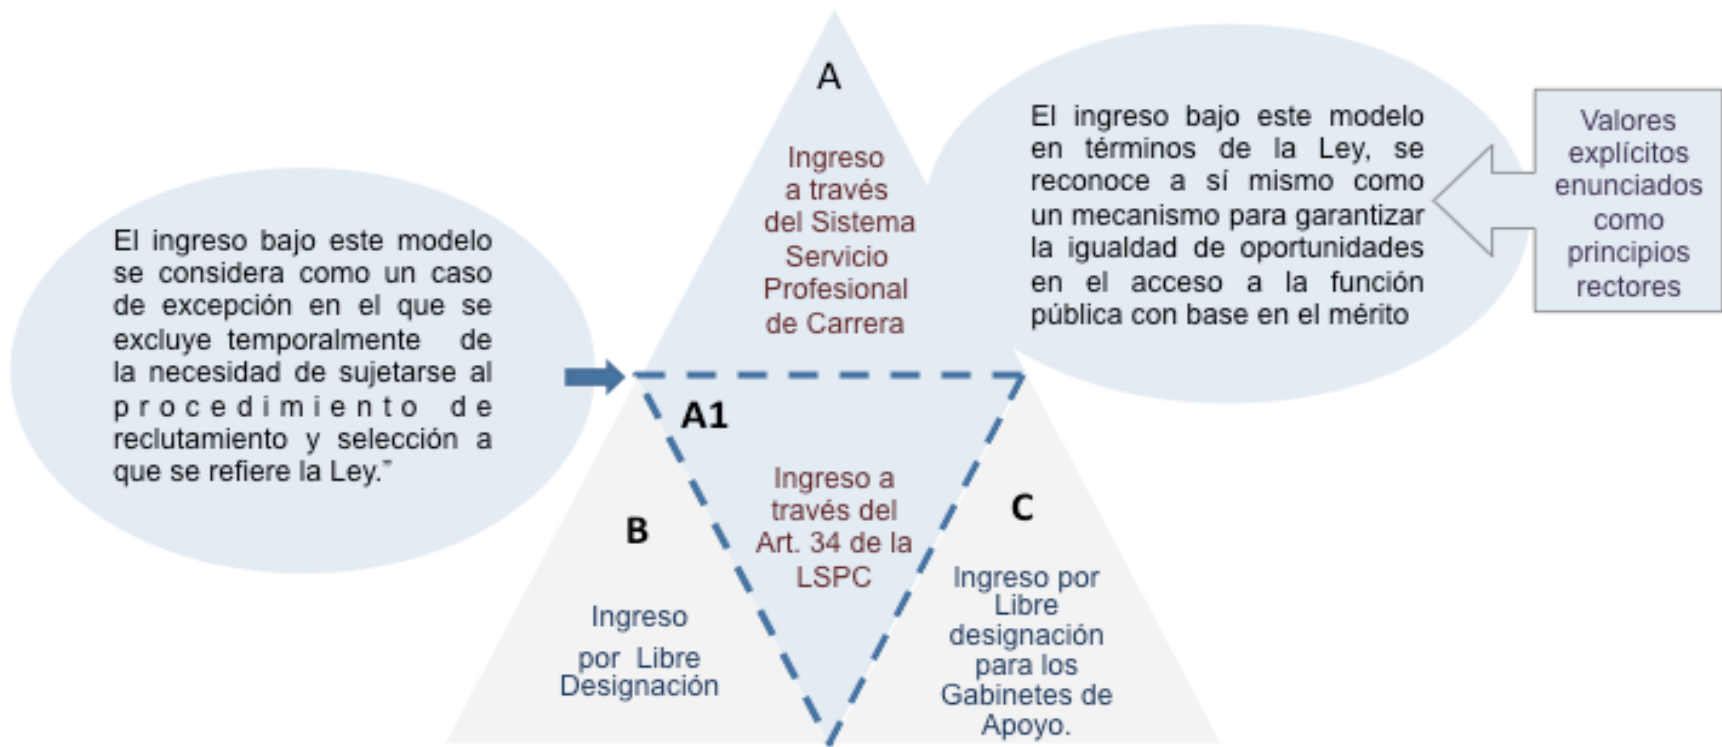 A
Ingreso
a través
del Sistema
Servicio
Profesional
de Carrera
El ingreso bajo este modelo
en términos de la Ley, se
reconoce a sí mismo como
un mecanismo para garantizar
la igualdad de oportunidades
en el acceso a la función
pública con base en el mérito
Valores
explícitos
enunciados
como
principios
rectores
El ingreso bajo este modelo
se considera como un caso
de excepción en el que se
excluye temporalmente de
la necesidad de sujetarse al
procedimiento de
reclutamiento y selección a
que se refiere la Ley.”
A1
Ingreso a
través del
Art. 34 de la
LSPC
B
Ingreso
por Libre
Designación
C
Ingreso por
Libre
designación
para los
Gabinetes de
Apoyo.